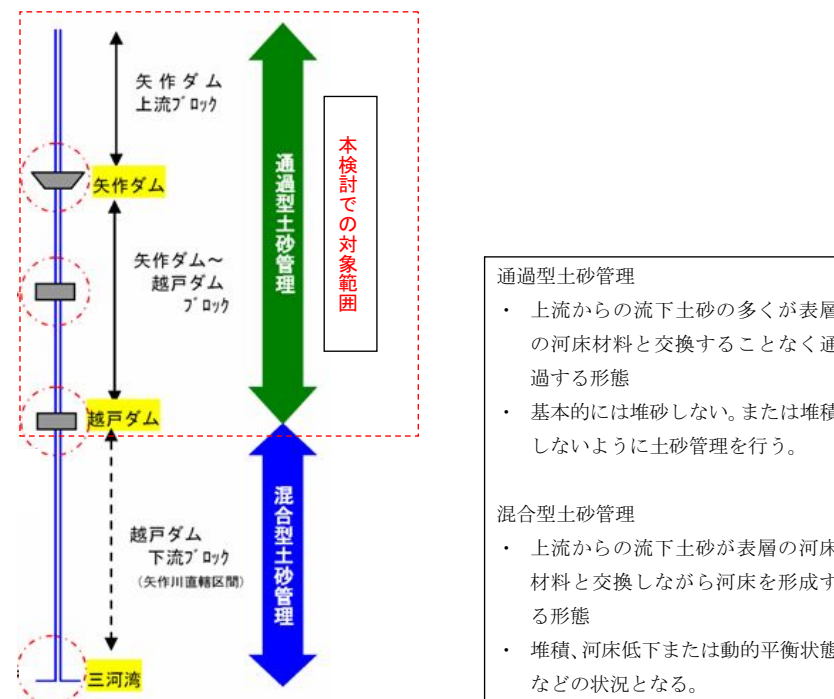 矢作ダム
上流ﾌﾞﾛｯｸ
矢作ダム
矢作ダム～
越戸ダム
ﾌﾞﾛｯｸ
越戸ダム
越戸ダム
下流ﾌﾞﾛｯｸ
（矢作川直轄区間）
三河湾
通過型土砂管理
混合型土砂管理
本検討での対象範囲
通過型土砂管理
・ 上流からの流下土砂の多くが表層
の河床材料と交換することなく通
過する形態
・ 基本的には堆砂しない。または堆積
しないように土砂管理を行う。
混合型土砂管理
・ 上流からの流下土砂が表層の河床
材料と交換しながら河床を形成す
る形態
・ 堆積、河床低下または動的平衡状態
などの状況となる。